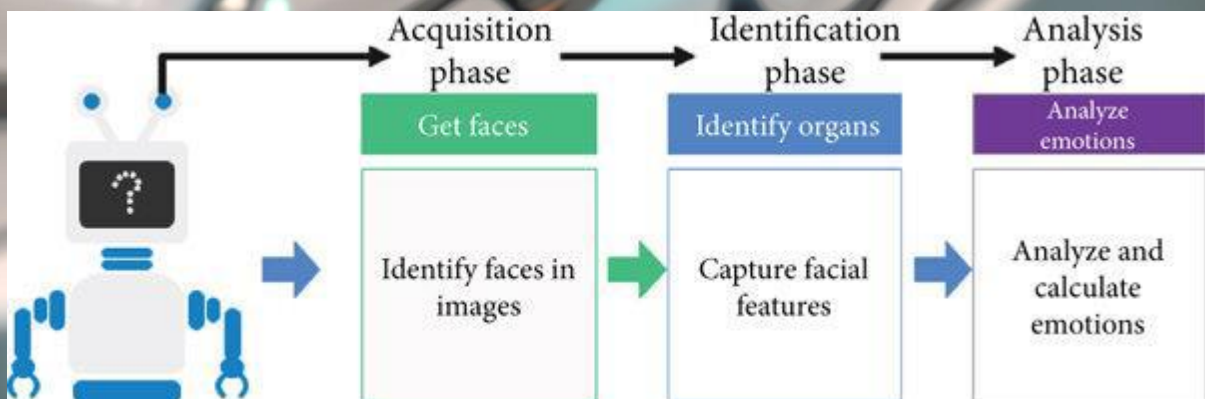 Acquisition
phase
Identification
phase
Analysis
phase
Get faces
Identify organs
Analyze
emotions
?
Identify faces in
images
Capture facial
features
Analyze and
calculate
emotions